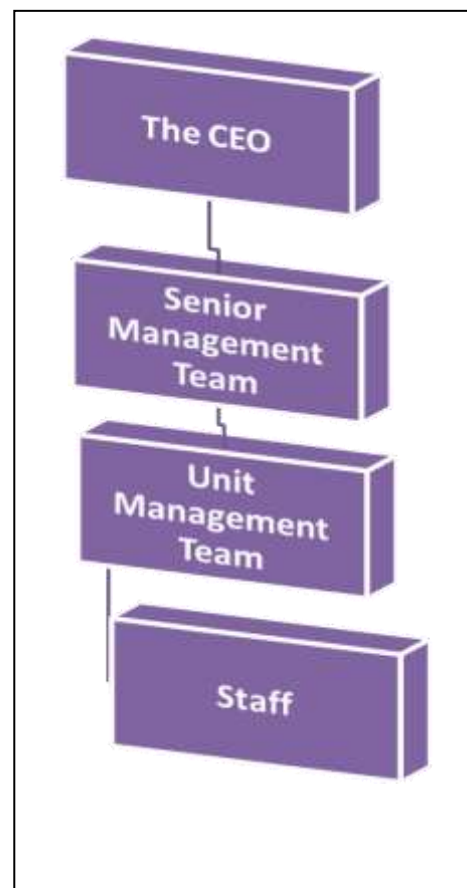 The CEO
Senior
Management
Team
Unit
Management
Team
Staff